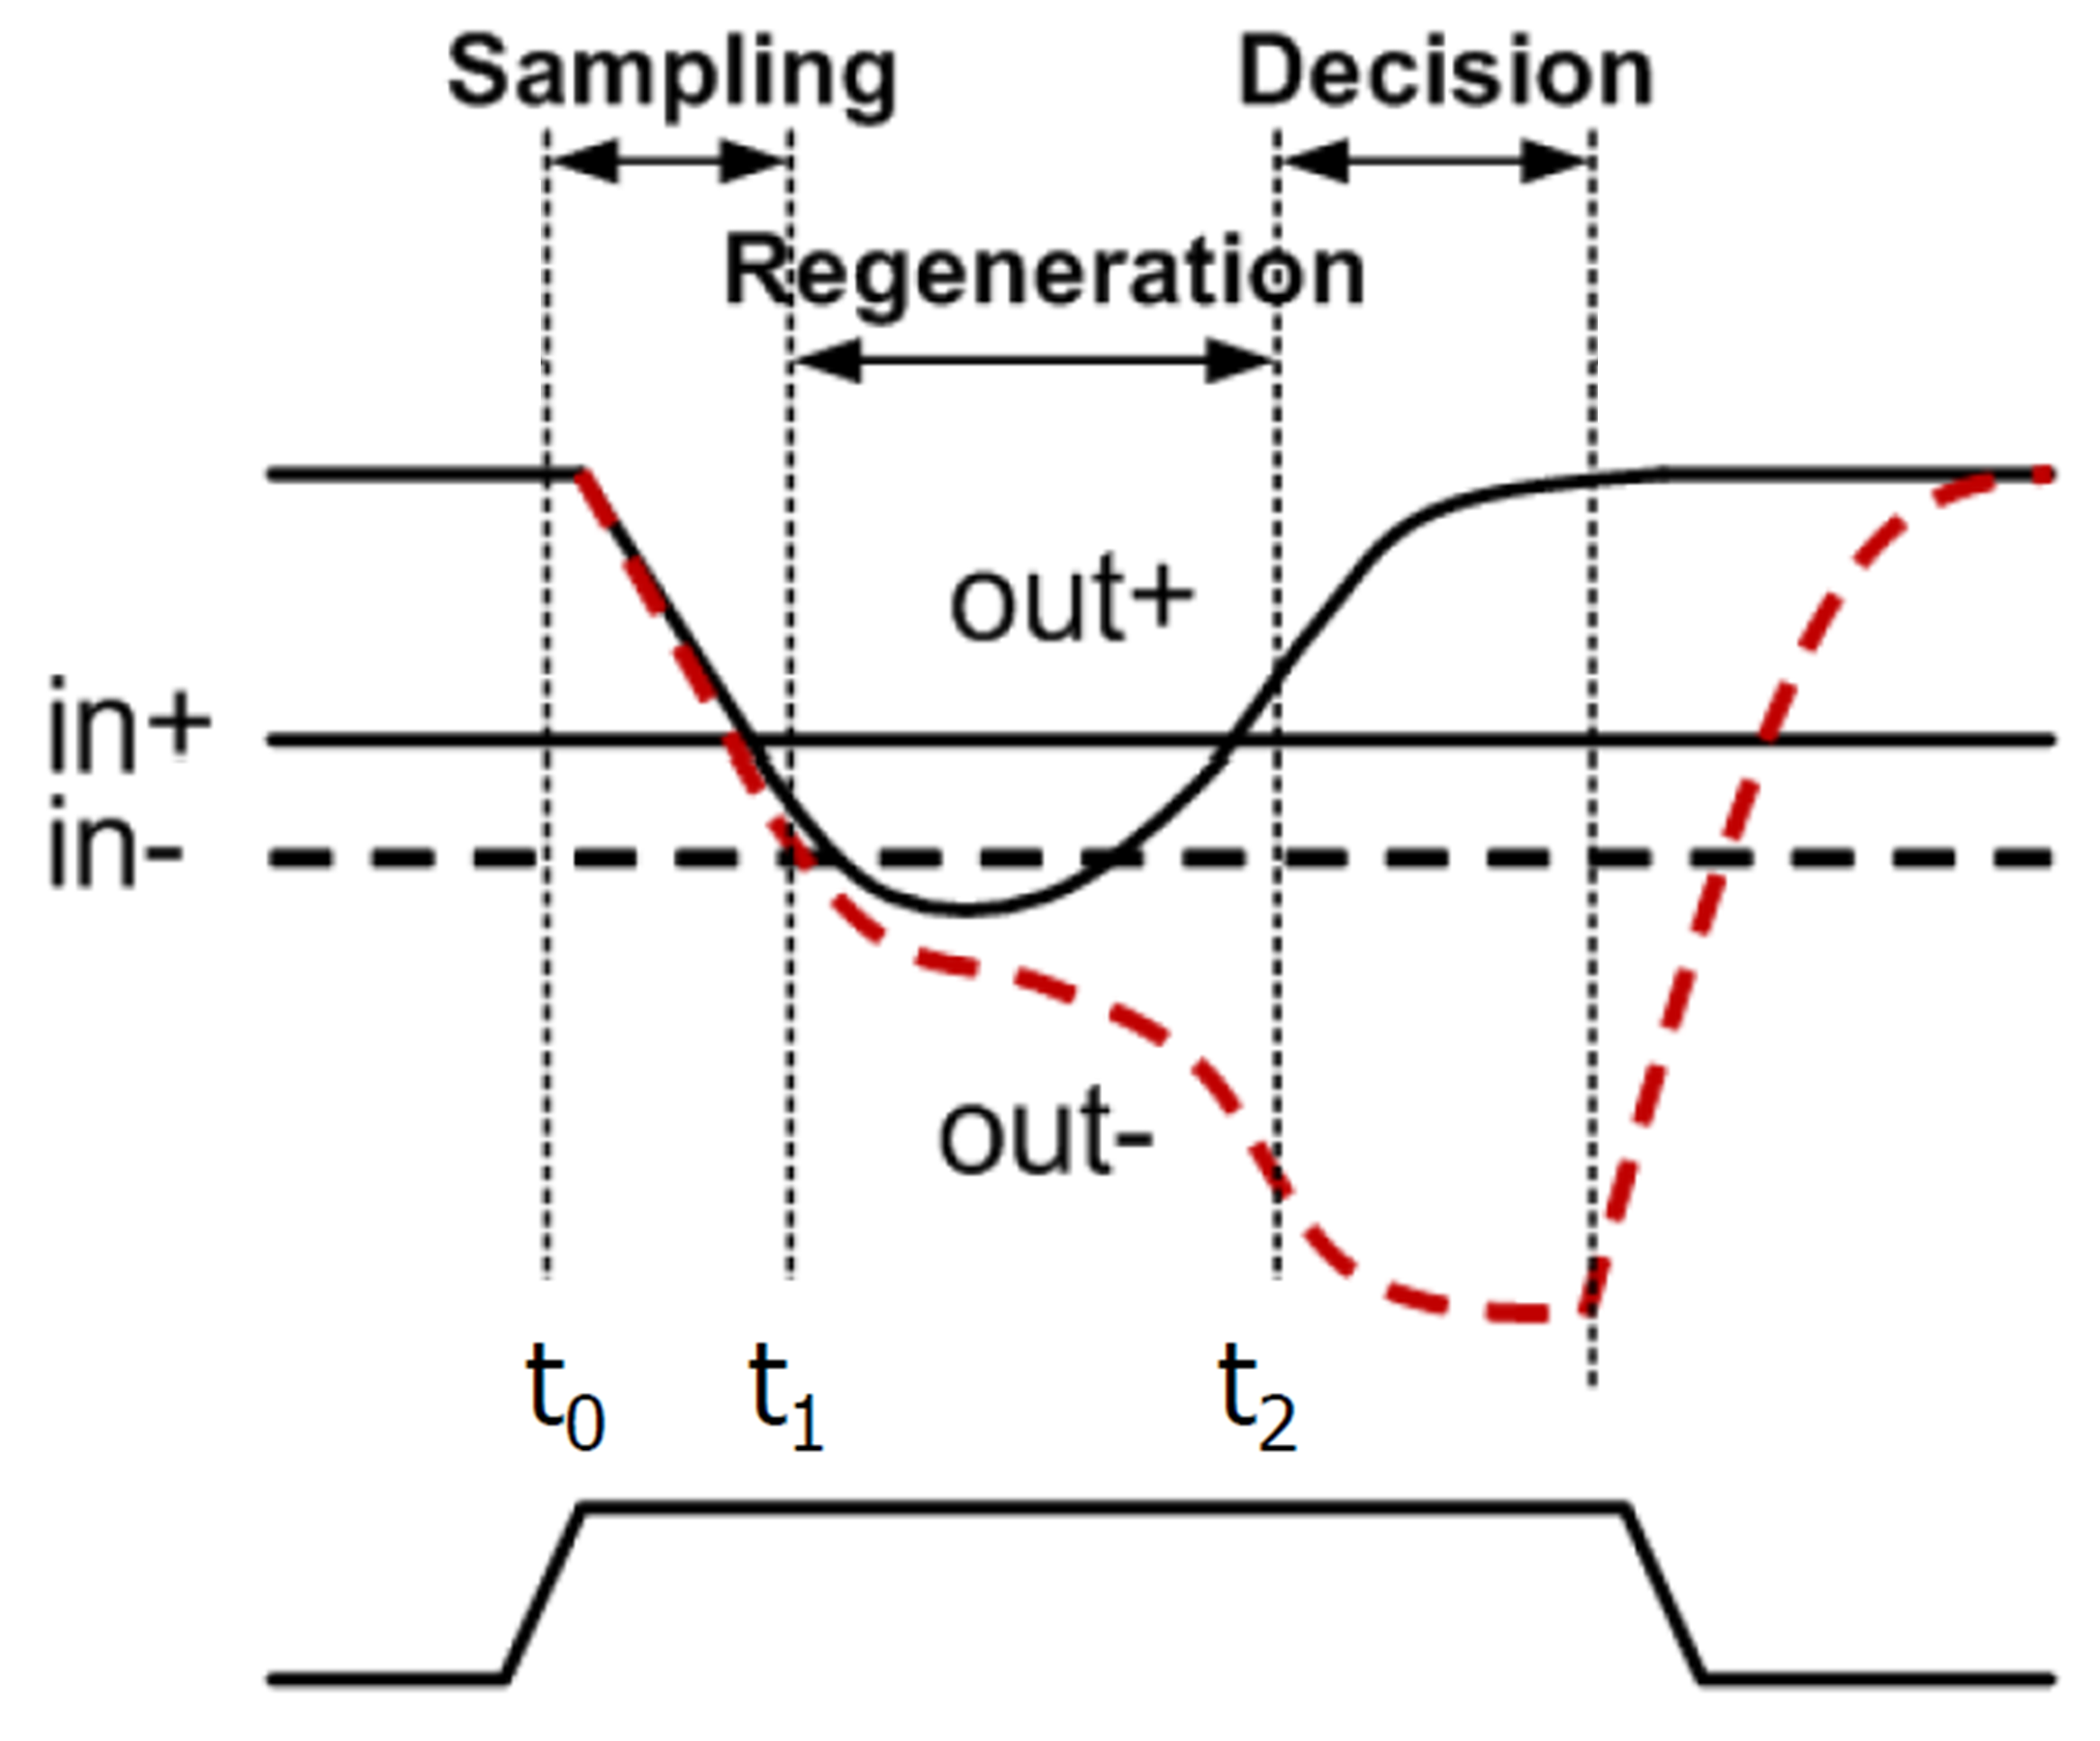 Sampling
Decision
Regeneration
out+
in+
in-
out-
t0
t1
t2